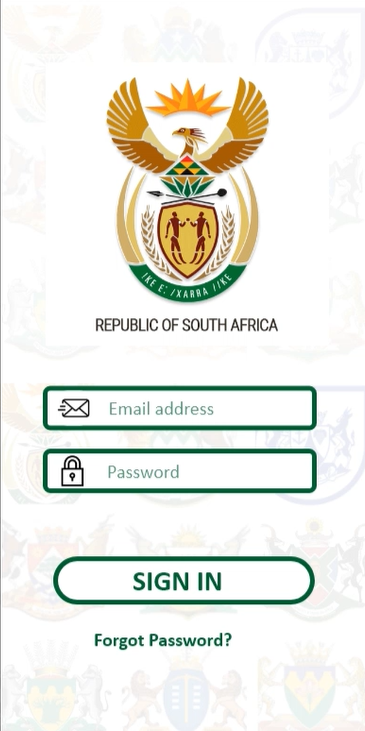 !KE E: /XARRA //KE
REPUBLIC OF SOUTH AFRICA
Email address
Password
SIGN IN
Forgot Password?